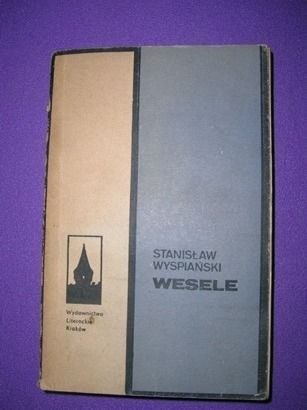 STANISŁAW
WYSPIAŃSKI
WESELE
Wydawnictwo
Literackie
Kraków